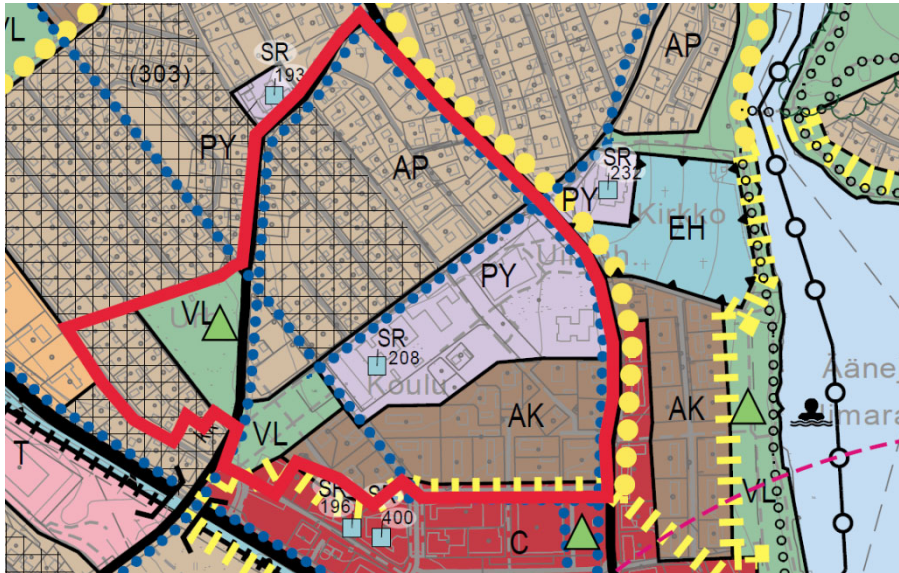 VL
(303)
SR
193
PY
AP
AP
SR
232
PY
Kirkko
EH
PY
VL
SR
208
Koulu
AK
AK
VL
VL
T
SR
196
400
C
Ääne